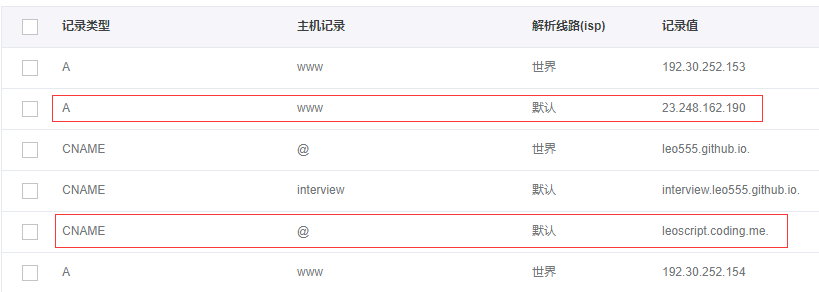 记录类型 主机记录 解析线路(isp) 记录值
A www 世界 192.30.252.153
A www 默认 23.248.162.190
CNAME @ 世界 leo555.github.io.
CNAME interview 默认 interview.leo555.github.io.
CNAME @ 默认 leoscript.coding.me.
A www 世界 192.30.252.154